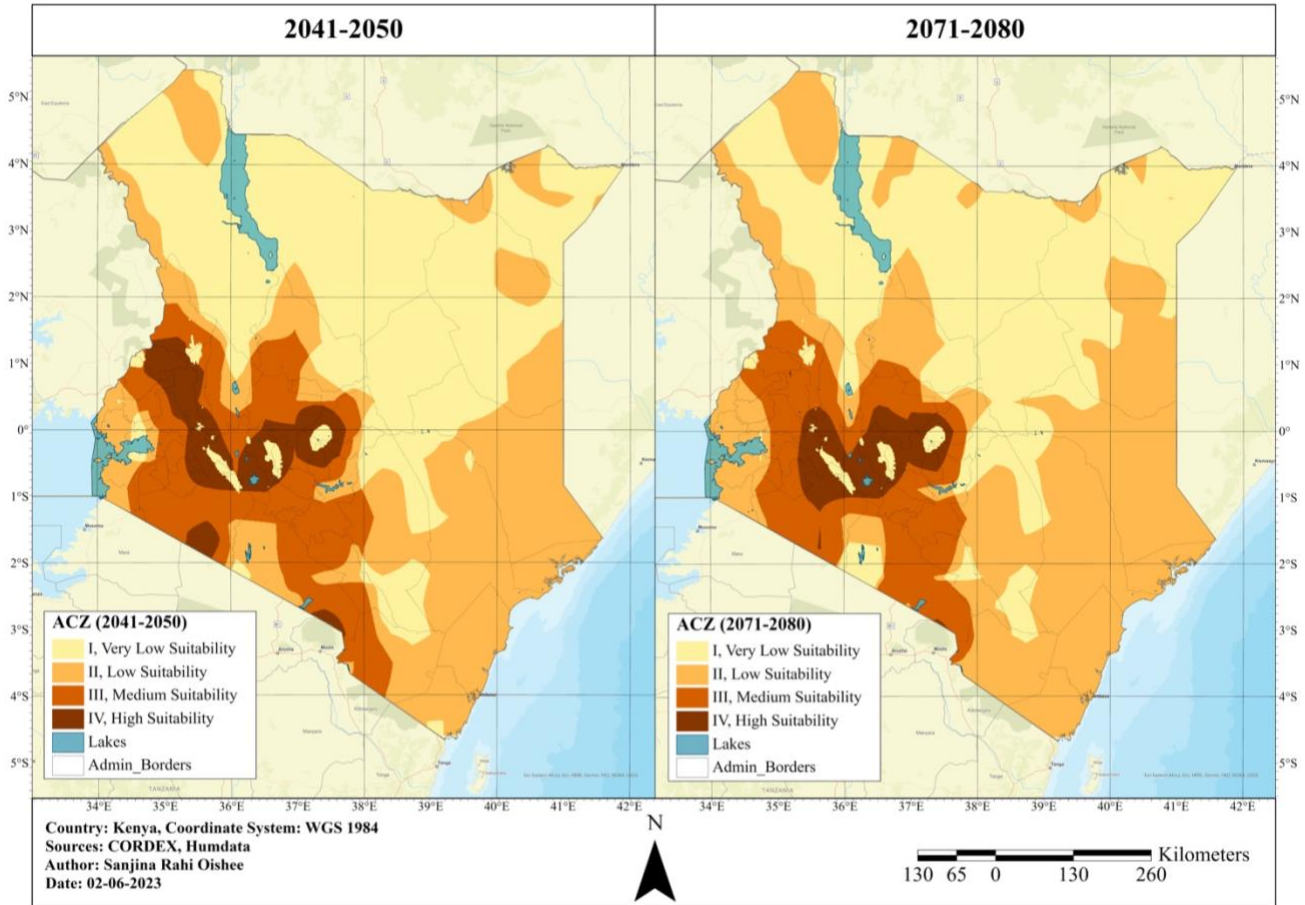 2041-2050
2071-2080
5°N
4°N
3°N
2°N
1°N
0°
1°S
2°S
3°S
4°S
5°S
5°N
4°N
3°N
2°N
1°N
0°
1°S
2°S
3°S
4°S
5°S
ACZ (2041-2050)
I, Very Low Suitability
II, Low Suitability
III, Medium Suitability
IV, High Suitability
Lakes
Admin_Borders
TANZANIA
ACZ (2071-2080)
I, Very Low Suitability
II, Low Suitability
III, Medium Suitability
IV, High Suitability
Lakes
Admin_Borders
TANZANIA
34°E 35°E 36°E 37°E 38°E 39°E 40°E 41°E 42°E
34°E 35°E 36°E 37°E 38°E 39°E 40°E 41°E 42°E
Country: Kenya, Coordinate System: WGS 1984
Sources: CORDEX, Humdata
Author: Sanjina Rahi Oishee
Date: 02-06-2023
N
Kilometers
130 65 0 130 260